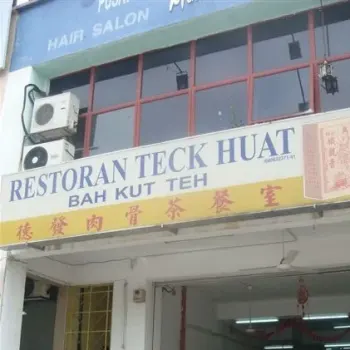 HAIR SALON
RESTORAN TECK HUAT
BAH KUT TEH
德發肉骨茶餐室